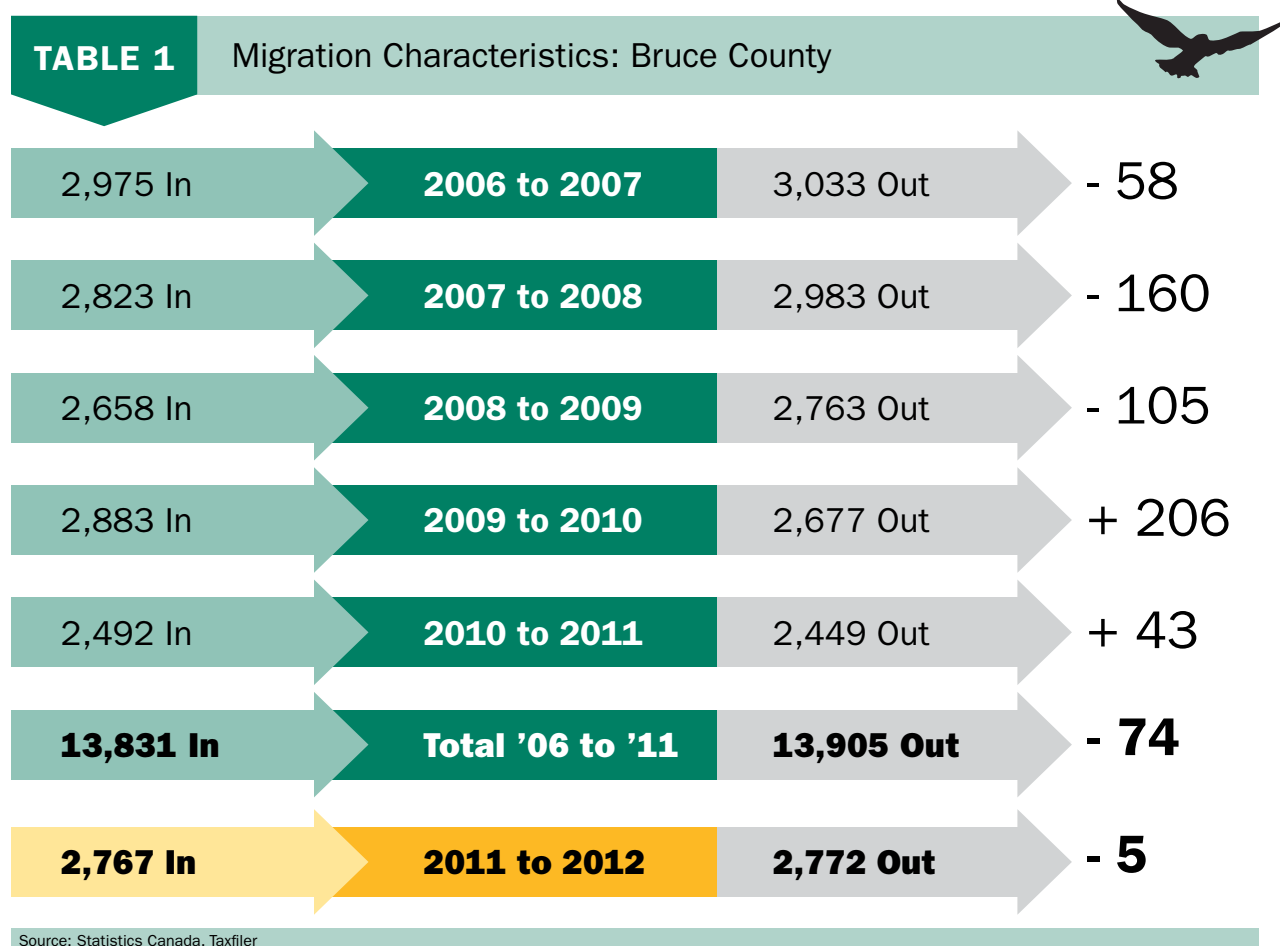 TABLE 1 Migration Characteristics: Bruce County
2,975 In 2006 to 2007 3,033 Out - 58
2,823 In 2007 to 2008 2,983 Out - 160
2,658 In 2008 to 2009 2,763 Out - 105
2,883 In 2009 to 2010 2,677 Out + 206
2,492 In 2010 to 2011 2,449 Out + 43
13,831 In Total ’06 to ’11 13,905 Out - 74
2,767 In 2011 to 2012 2,772 Out - 5
Source: Statistics Canada, Taxfiler